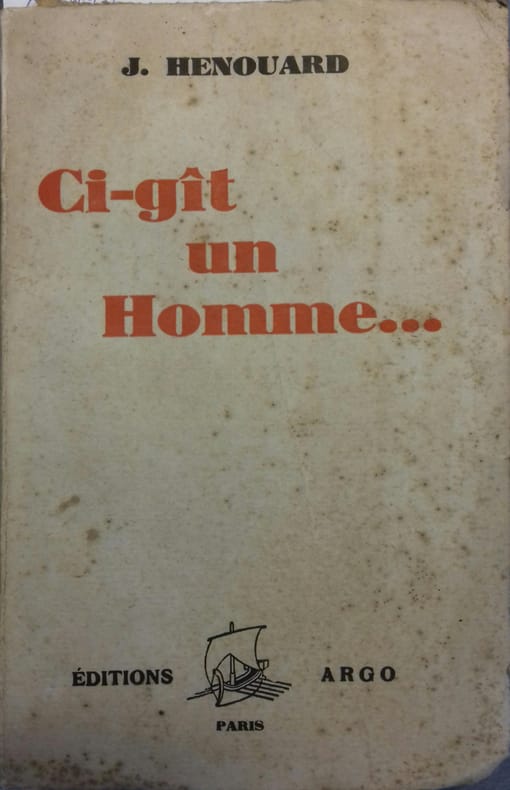 J. HENOUARD
Ci-gît
un
Homme...
ÉDITIONS ARGO
PARIS